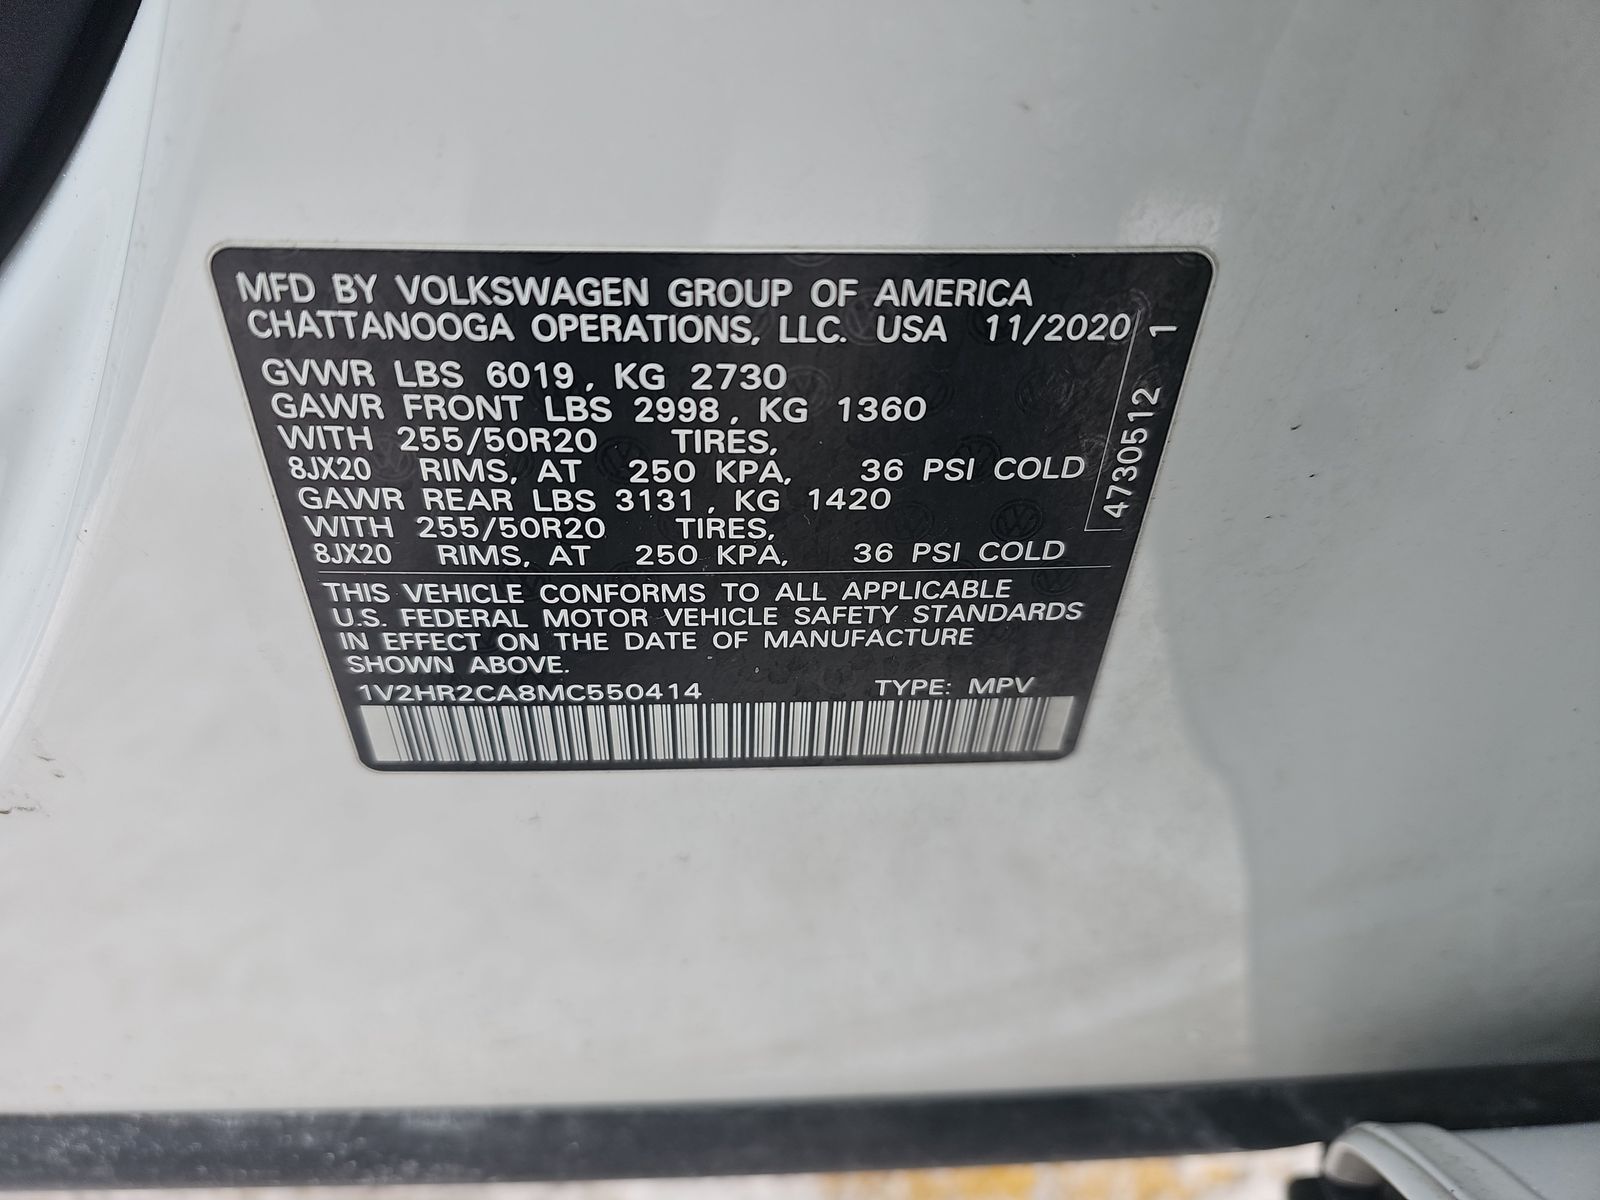 MFD BY VOLKSWAGEN GROUP OF AMERICA
CHATTANOOGA OPERATIONS, LLC. USA 11/2020
GVWR LBS 6019, KG 2730
GAWR FRONT LBS 2998, KG 1360
WITH 255/50R20 TIRES,
8JX20 RIMS, AT 250 KPA, 36 PSI COLD
GAWR REAR LBS 3131, KG 1420
WITH 255/50R20 TIRES,
8JX20 RIMS, AT 250 KPA, 36 PSI COLD
THIS VEHICLE CONFORMS TO ALL APPLICABLE
U.S. FEDERAL MOTOR VEHICLE SAFETY STANDARDS
IN EFFECT ON THE DATE OF MANUFACTURE
SHOWN ABOVE.
1V2HR2CA8MC550414 TYPE: MPV
4730512 1